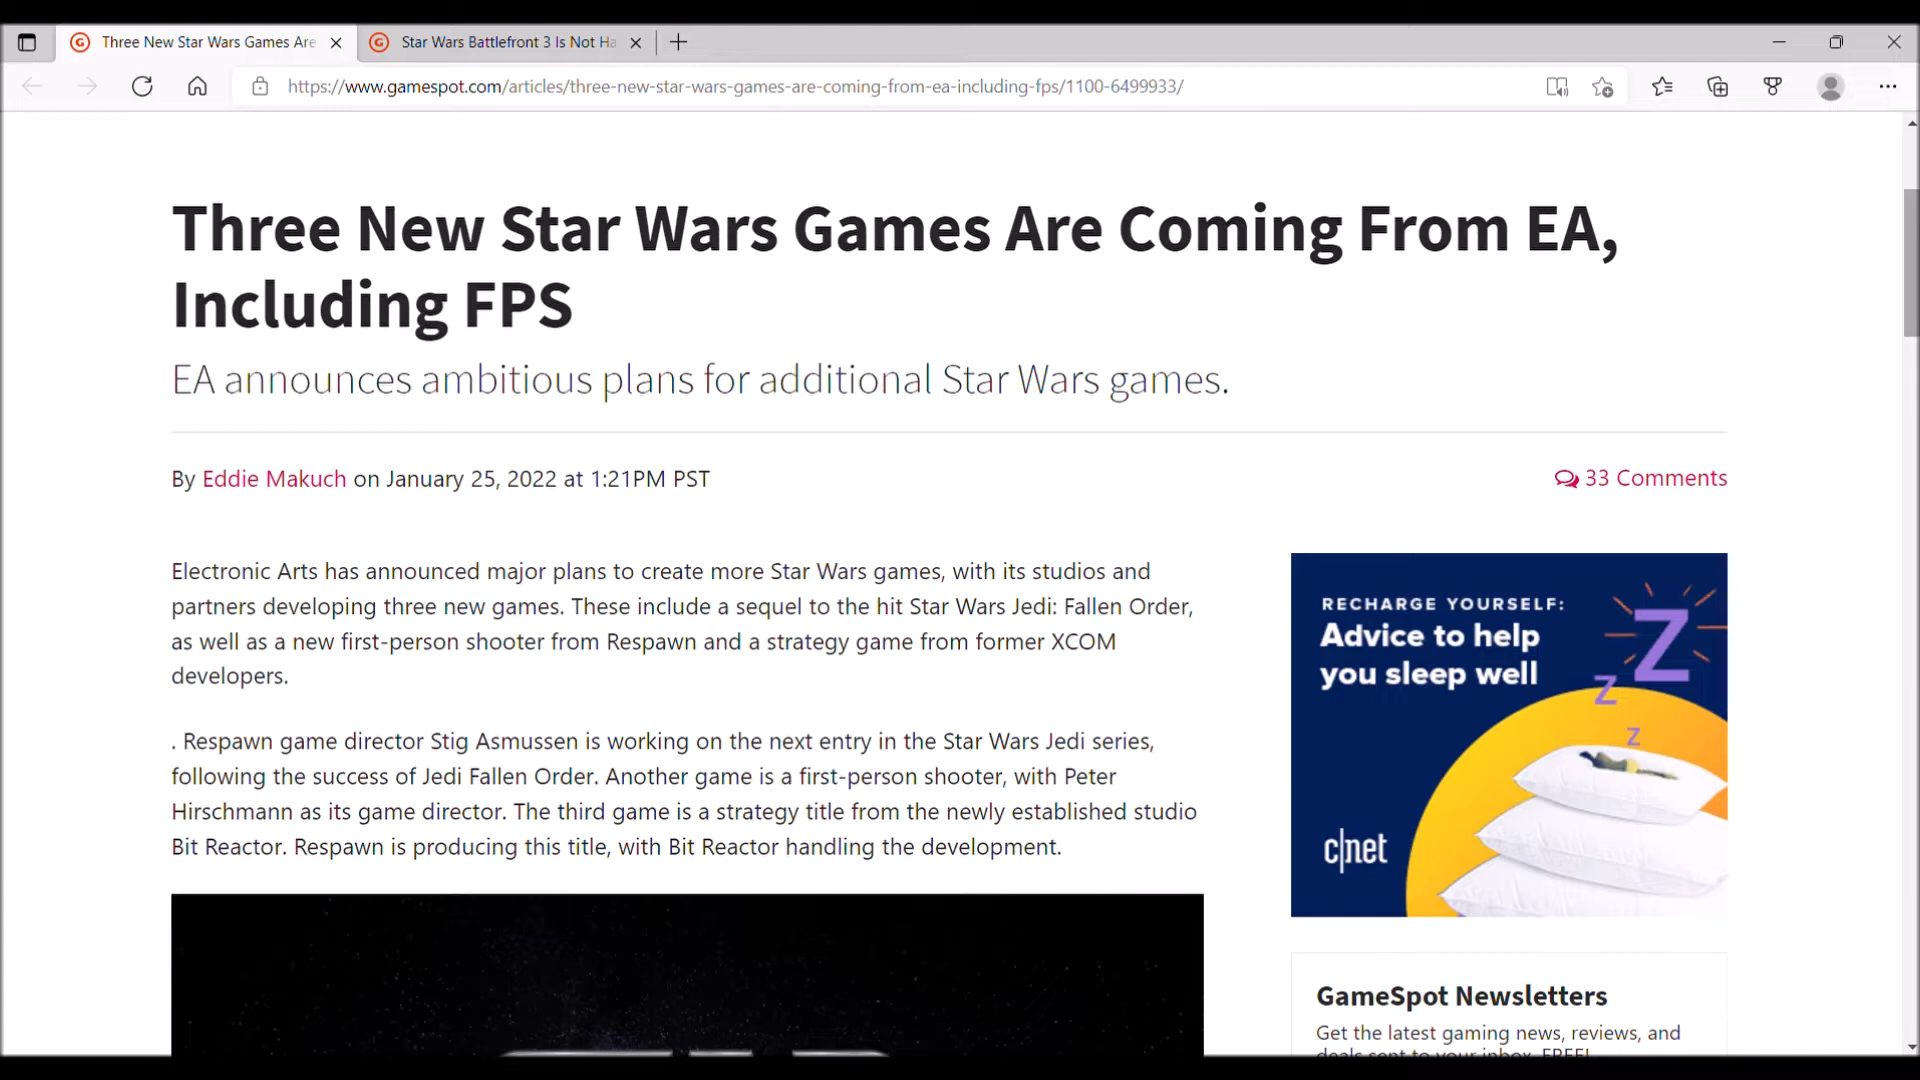 Three New Star Wars Games Are
Star Wars Battlefront 3 Is Not Ha
https://www.gamespot.com/articles/three-new-star-wars-games-are-coming-from-ea-including-fps/1100-6499933/
Three New Star Wars Games Are Coming From EA,
Including FPS
EA announces ambitious plans for additional Star Wars games.
By Eddie Makuch on January 25, 2022 at 1:21PM PST
33 Comments
Electronic Arts has announced major plans to create more Star Wars games, with its studios and
partners developing three new games. These include a sequel to the hit Star Wars Jedi: Fallen Order,
as well as a new first-person shooter from Respawn and a strategy game from former XCOM
developers.
. Respawn game director Stig Asmussen is working on the next entry in the Star Wars Jedi series,
following the success of Jedi Fallen Order. Another game is a first-person shooter, with Peter
Hirschmann as its game director. The third game is a strategy title from the newly established studio
Bit Reactor. Respawn is producing this title, with Bit Reactor handling the development.
RECHARGE YOURSELF:
Advice to help
you sleep well
Z
Z
Z
c|net
GameSpot Newsletters
Get the latest gaming news, reviews, and
deals sent to your inbox. FREE!